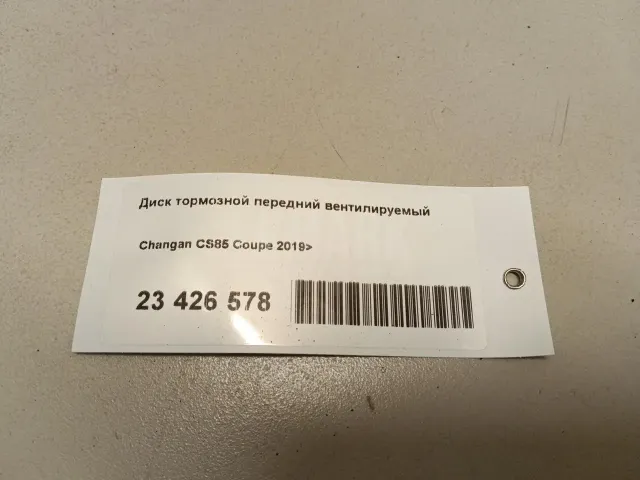 Диск тормозной передний вентилируемый
Changan CS85 Coupe 2019>
23 426 578